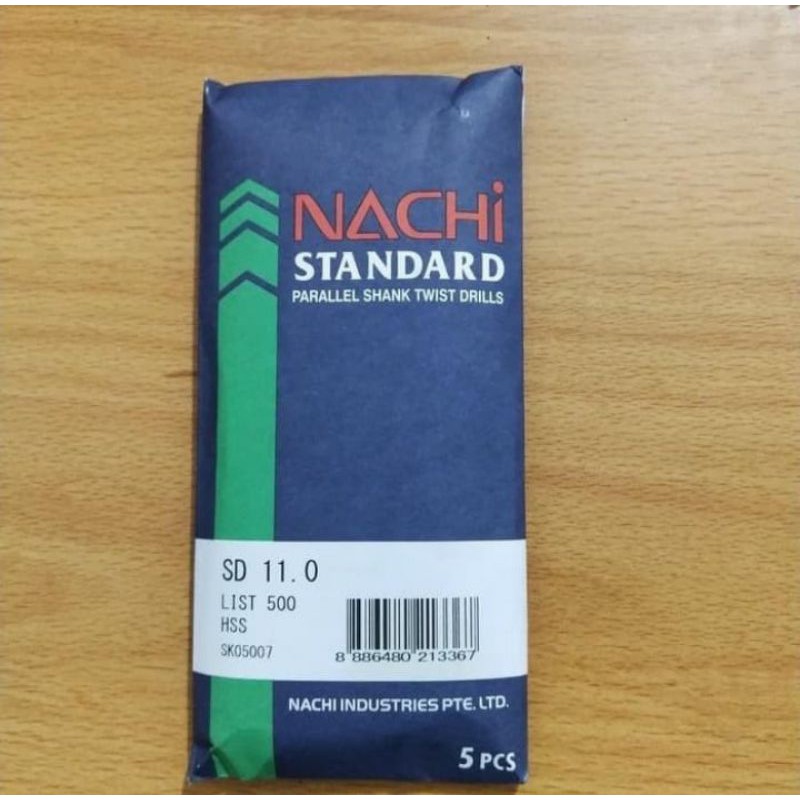 NACHi
STANDARD
PARALLEL SHANK TWIST DRILLS
SD 11.0
LIST 500
HSS
SK05007
8 886480 213367
NACHI INDUSTRIES PTE. LTD.
5 PCS